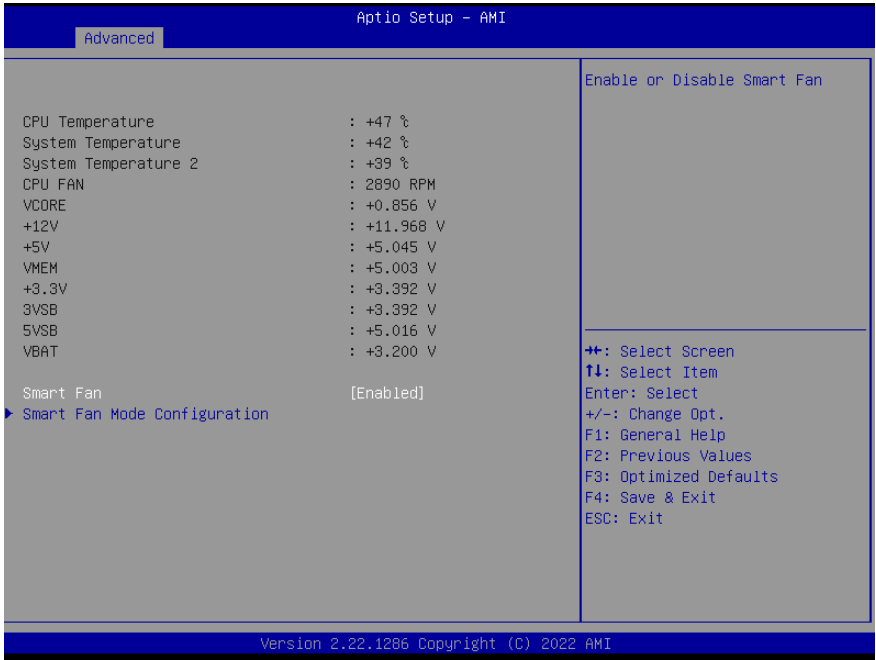 Aptio Setup – AMI
Advanced
Enable or Disable Smart Fan
CPU Temperature : +47 ℃
System Temperature : +42 ℃
System Temperature 2 : +39 ℃
CPU FAN : 2890 RPM
VCORE : +0.856 V
+12V : +11.968 V
+5V : +5.045 V
VMEM : +5.003 V
+3.3V : +3.392 V
3VSB : +3.392 V
5VSB : +5.016 V
VBAT : +3.200 V
Smart Fan [Enabled]
▶ Smart Fan Mode Configuration
→←: Select Screen
↑↓: Select Item
Enter: Select
+/–: Change Opt.
F1: General Help
F2: Previous Values
F3: Optimized Defaults
F4: Save & Exit
ESC: Exit
Version 2.22.1286 Copyright (C) 2022 AMI